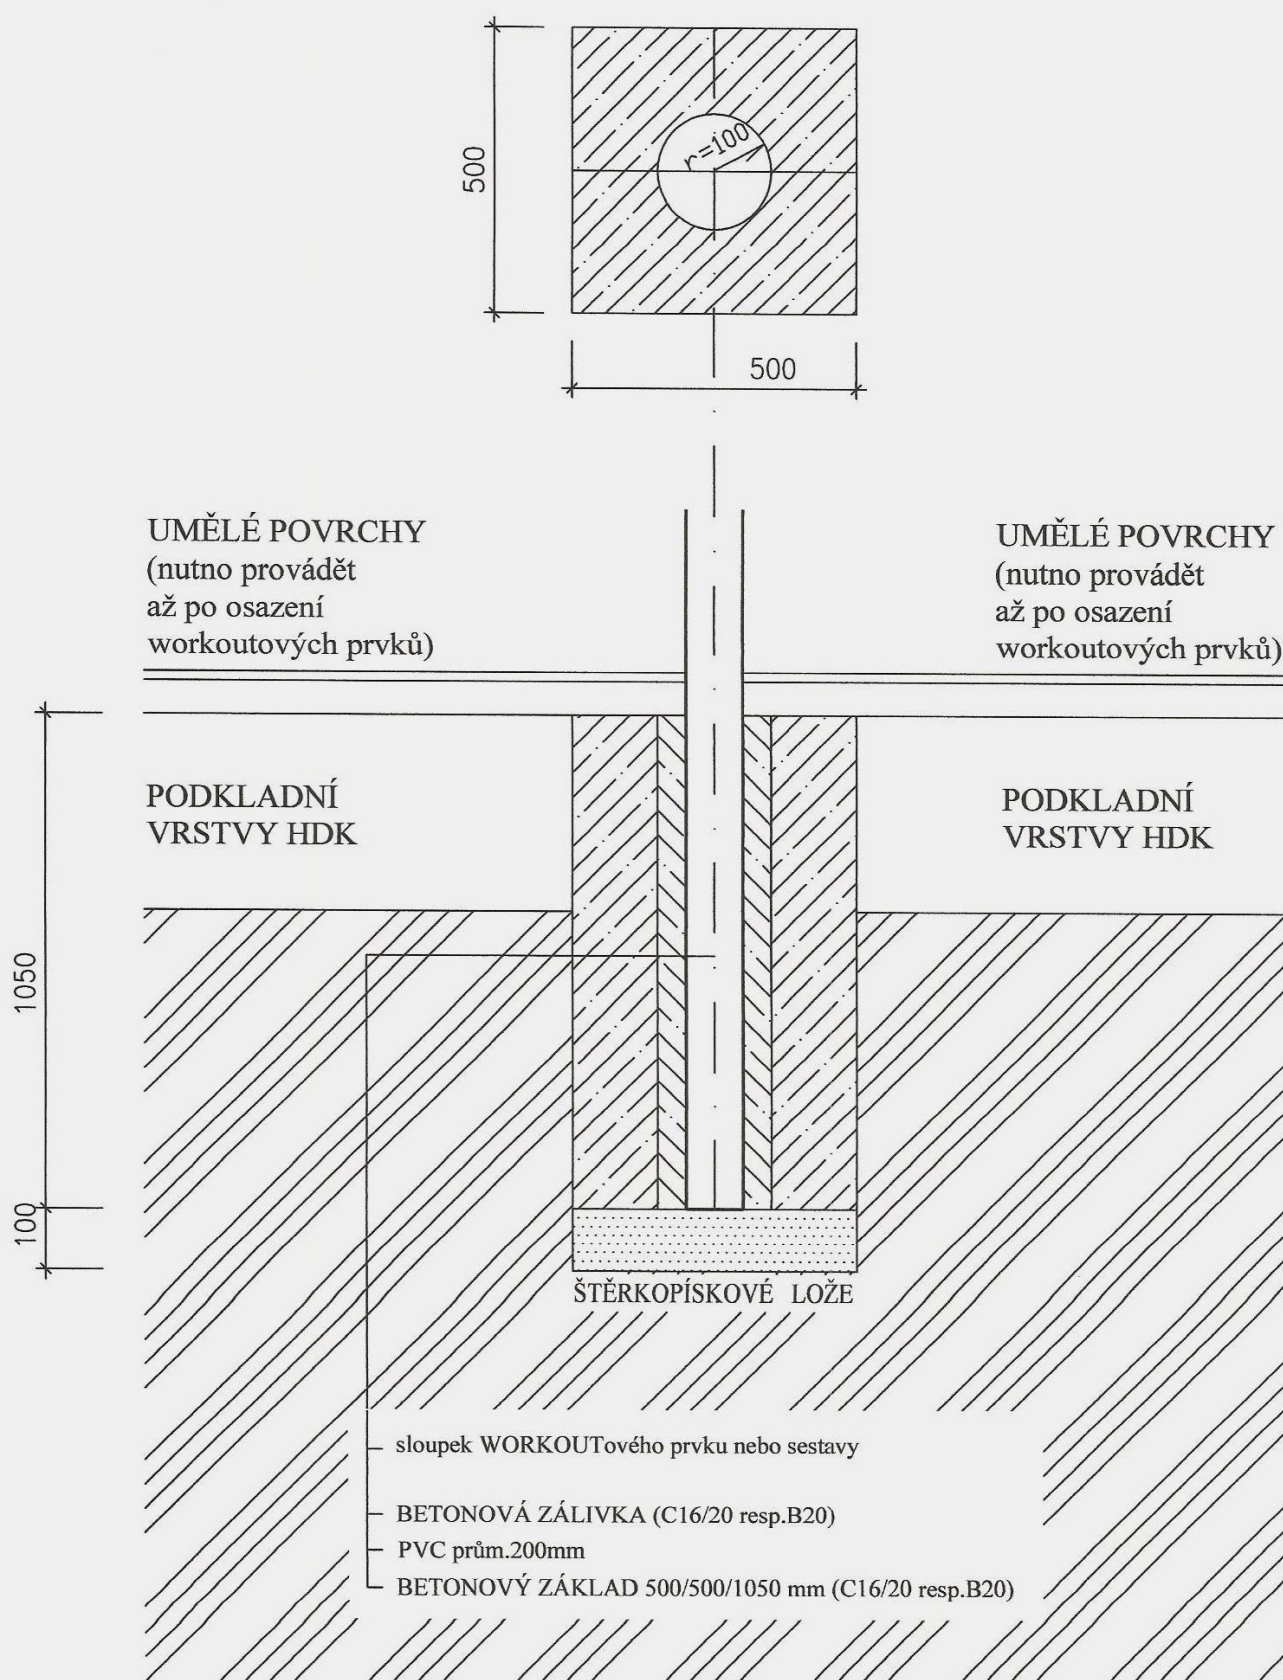 500
r=100
500
UMĚLÉ POVRCHY
(nutno provádět
až po osazení
workoutových prvků)
UMĚLÉ POVRCHY
(nutno provádět
až po osazení
workoutových prvků)
PODKLADNÍ
VRSTVY HDK
PODKLADNÍ
VRSTVY HDK
1050
100
ŠTĚRKOPÍSKOVÉ LOŽE
sloupek WORKOUTového prvku nebo sestavy
BETONOVÁ ZÁLIVKA (C16/20 resp.B20)
PVC prům.200mm
BETONOVÝ ZÁKLAD 500/500/1050 mm (C16/20 resp.B20)